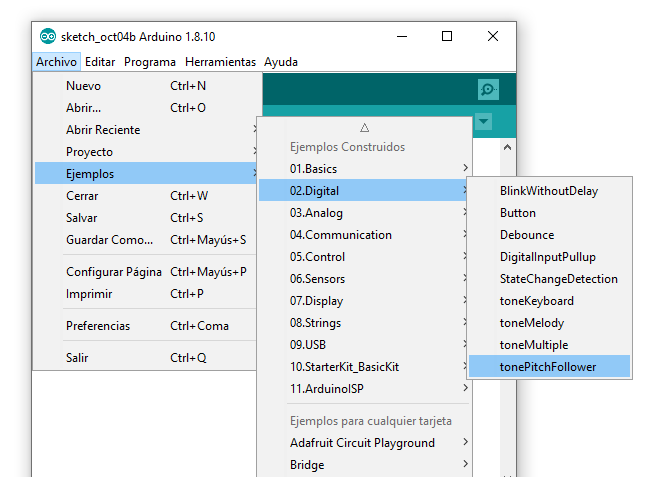 sketch_oct04b Arduino 1.8.10
Archivo Editar Programa Herramientas Ayuda
Nuevo Ctrl+N
Abrir... Ctrl+O
Abrir Reciente
Proyecto
Ejemplos
Cerrar Ctrl+W
Salvar Ctrl+S
Guardar Como... Ctrl+Mayús+S
Configurar Página Ctrl+Mayús+P
Imprimir Ctrl+P
Preferencias Ctrl+Coma
Salir Ctrl+Q
Ejemplos Construidos
01.Basics
02.Digital
03.Analog
04.Communication
05.Control
06.Sensors
07.Display
08.Strings
09.USB
10.StarterKit_BasicKit
11.ArduinoISP
Ejemplos para cualquier tarjeta
Adafruit Circuit Playground
Bridge
BlinkWithoutDelay
Button
Debounce
DigitalInputPullup
StateChangeDetection
toneKeyboard
toneMelody
toneMultiple
tonePitchFollower